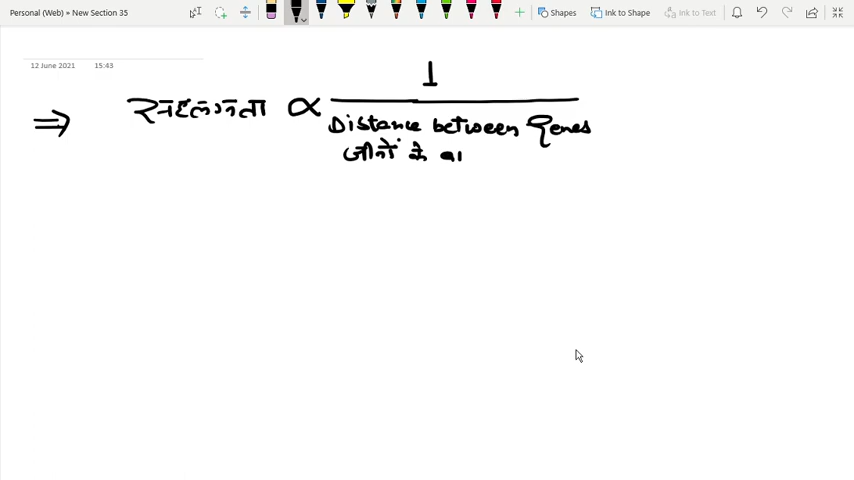 Personal (Web) » New Section 35
Shapes
Ink to Shape
Ink to Text
12 June 2021 15:43
1
⇒ सहलग्नता ∝
Distance between Genes
जीनों के